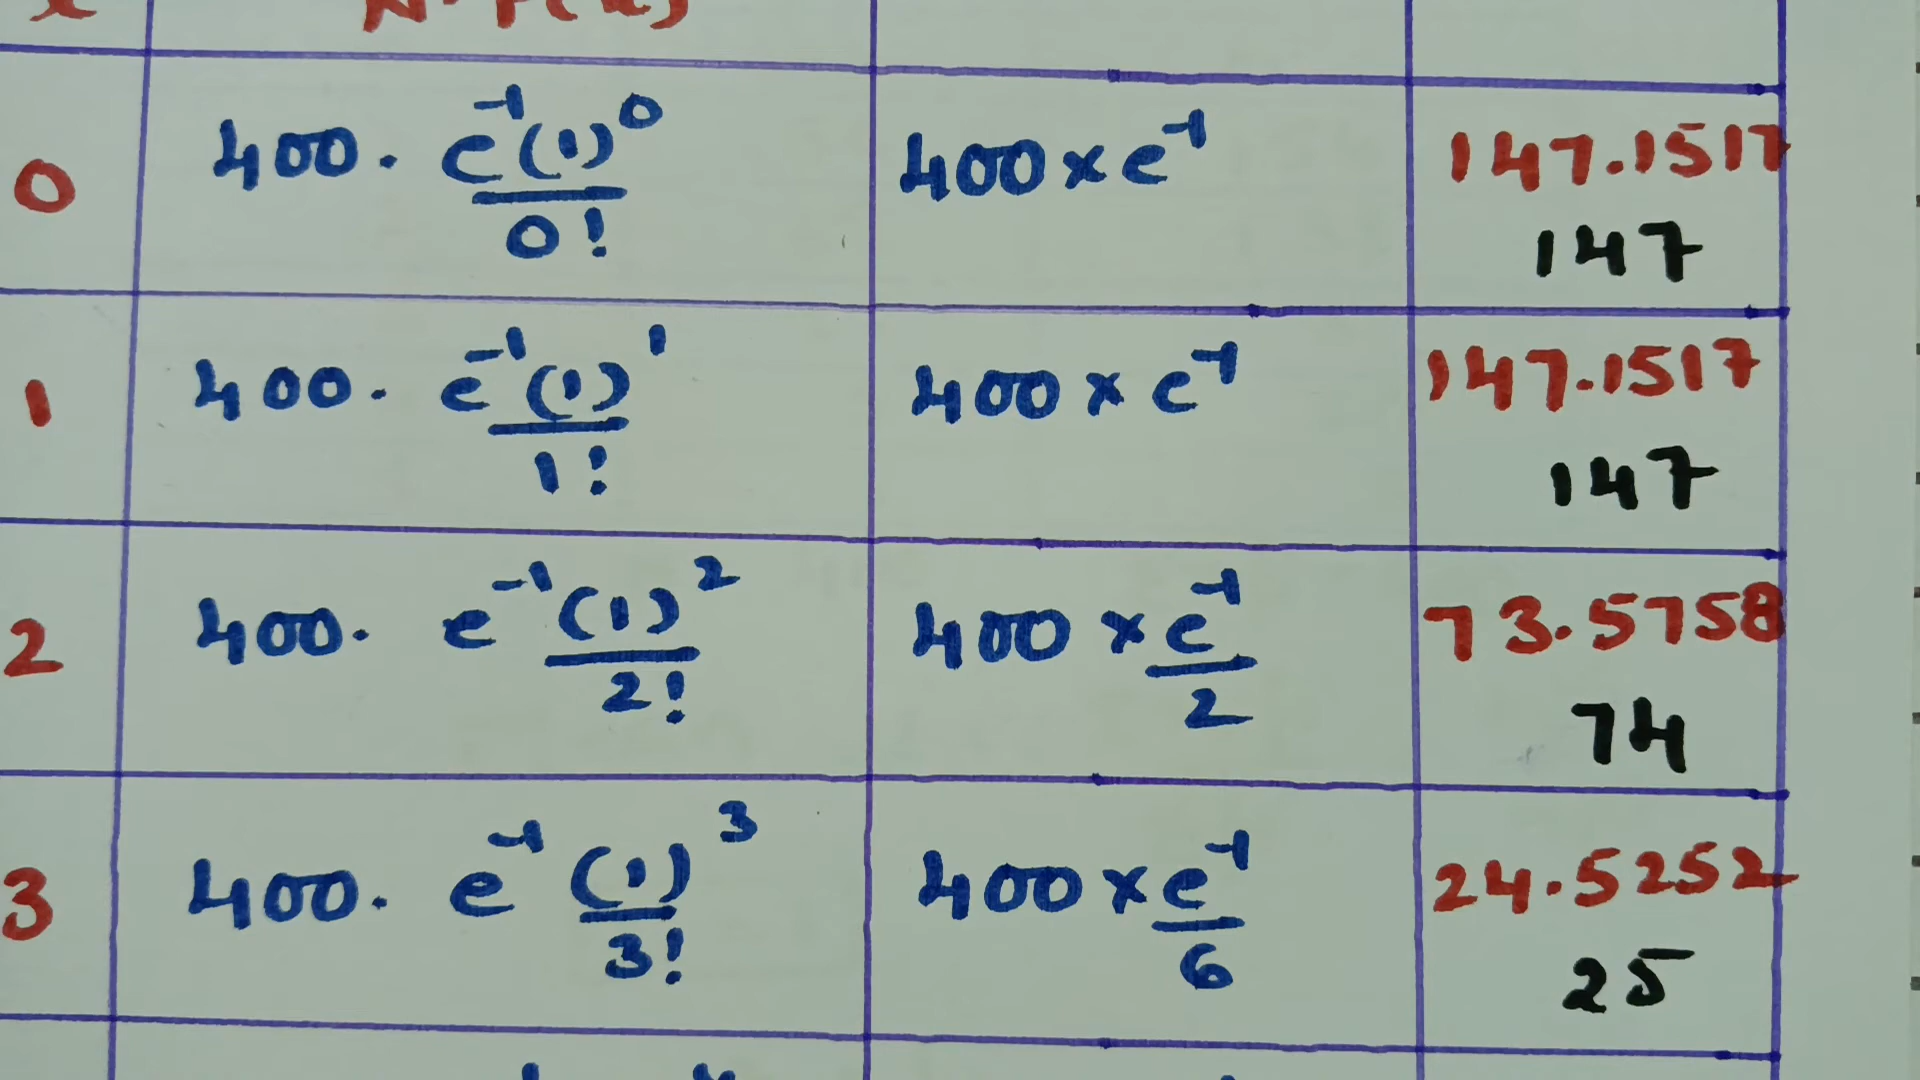 x N·P(x)
0 400. e⁻¹(1)⁰/0! 400 x e⁻¹ 147.1517
147
1 400. e⁻¹(1)¹/1! 400 x e⁻¹ 147.1517
147
2 400. e⁻¹(1)²/2! 400 x e⁻¹/2 73.5758
74
3 400. e⁻¹(1)³/3! 400 x e⁻¹/6 24.5252
25